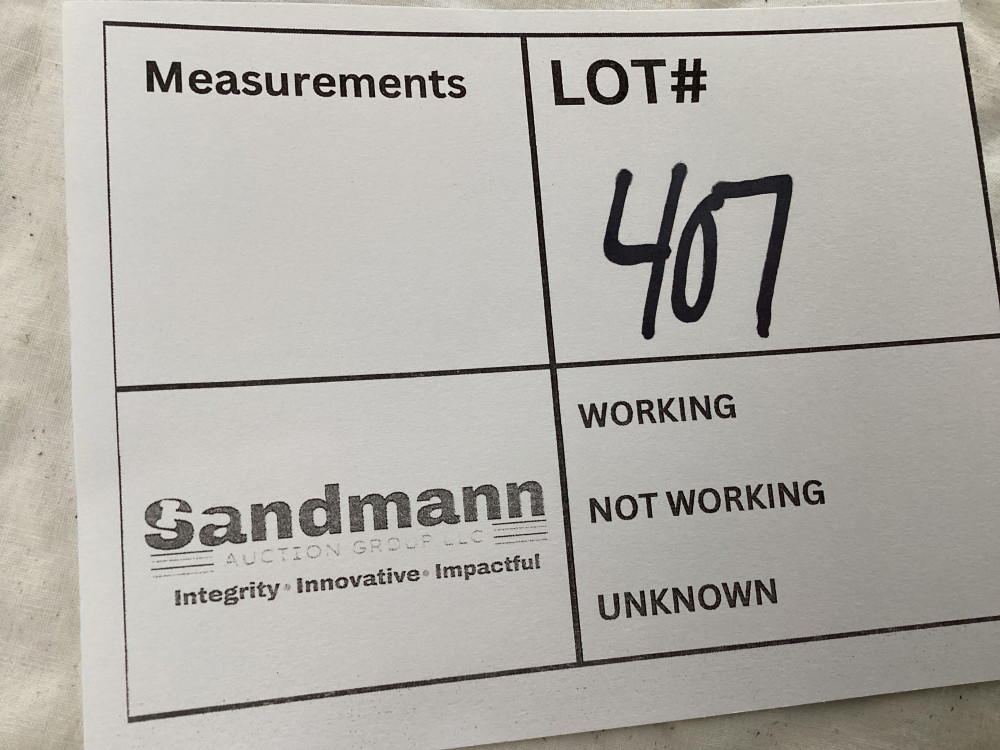 Measurements
LOT#
407
Sandmann
AUCTION GROUP LLC
Integrity • Innovative • Impactful
WORKING
NOT WORKING
UNKNOWN